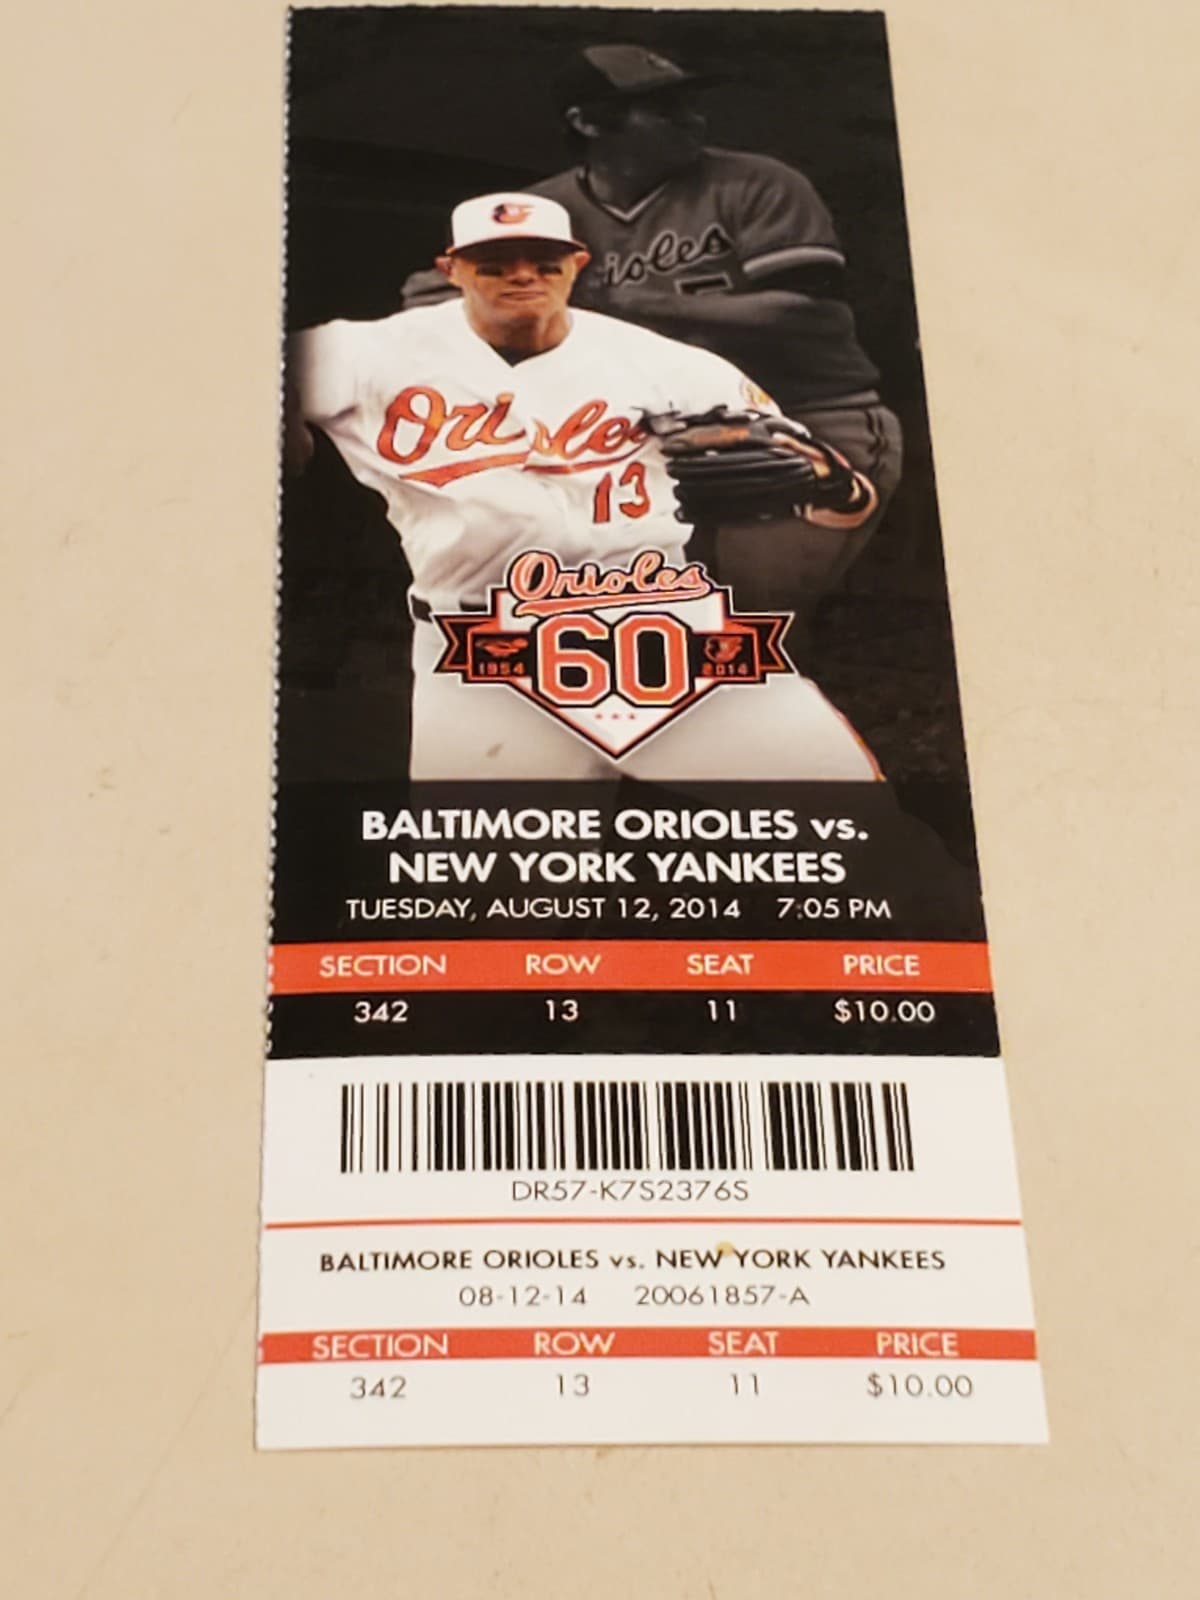 ioles
5
Orioles
13
Orioles
60
1954
2014
BALTIMORE ORIOLES vs.
NEW YORK YANKEES
TUESDAY, AUGUST 12, 2014 7:05 PM
SECTION ROW SEAT PRICE
342 13 11 $10.00
DR57-K7S2376S
BALTIMORE ORIOLES vs. NEW YORK YANKEES
08-12-14 20061857-A
SECTION ROW SEAT PRICE
342 13 11 $10.00